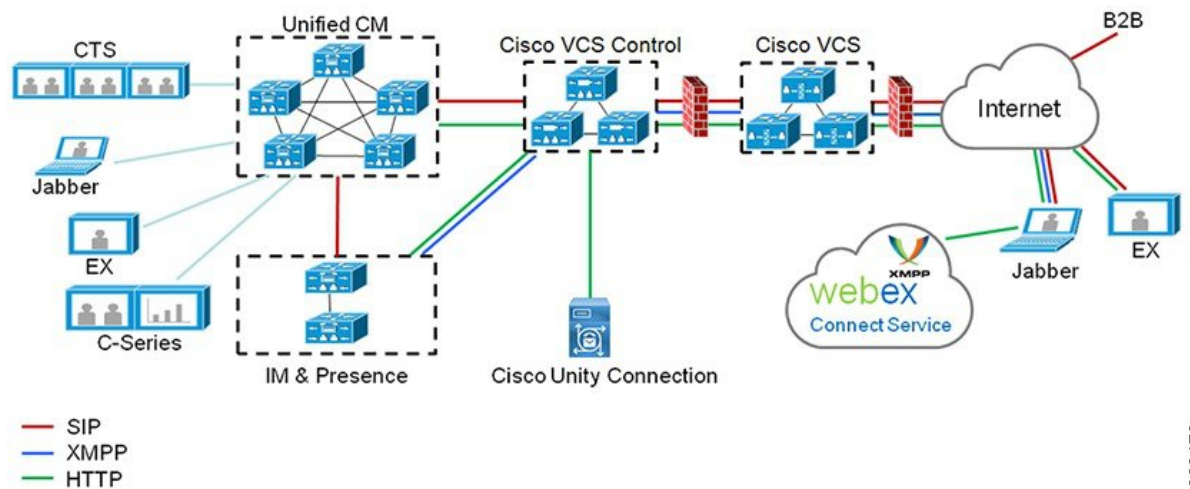 Unified CM
CTS
Cisco VCS Control
Cisco VCS
B2B
Internet
Jabber
EX
C-Series
IM & Presence
Cisco Unity Connection
XMPP
webex
Connect Service
Jabber
EX
SIP
XMPP
HTTP